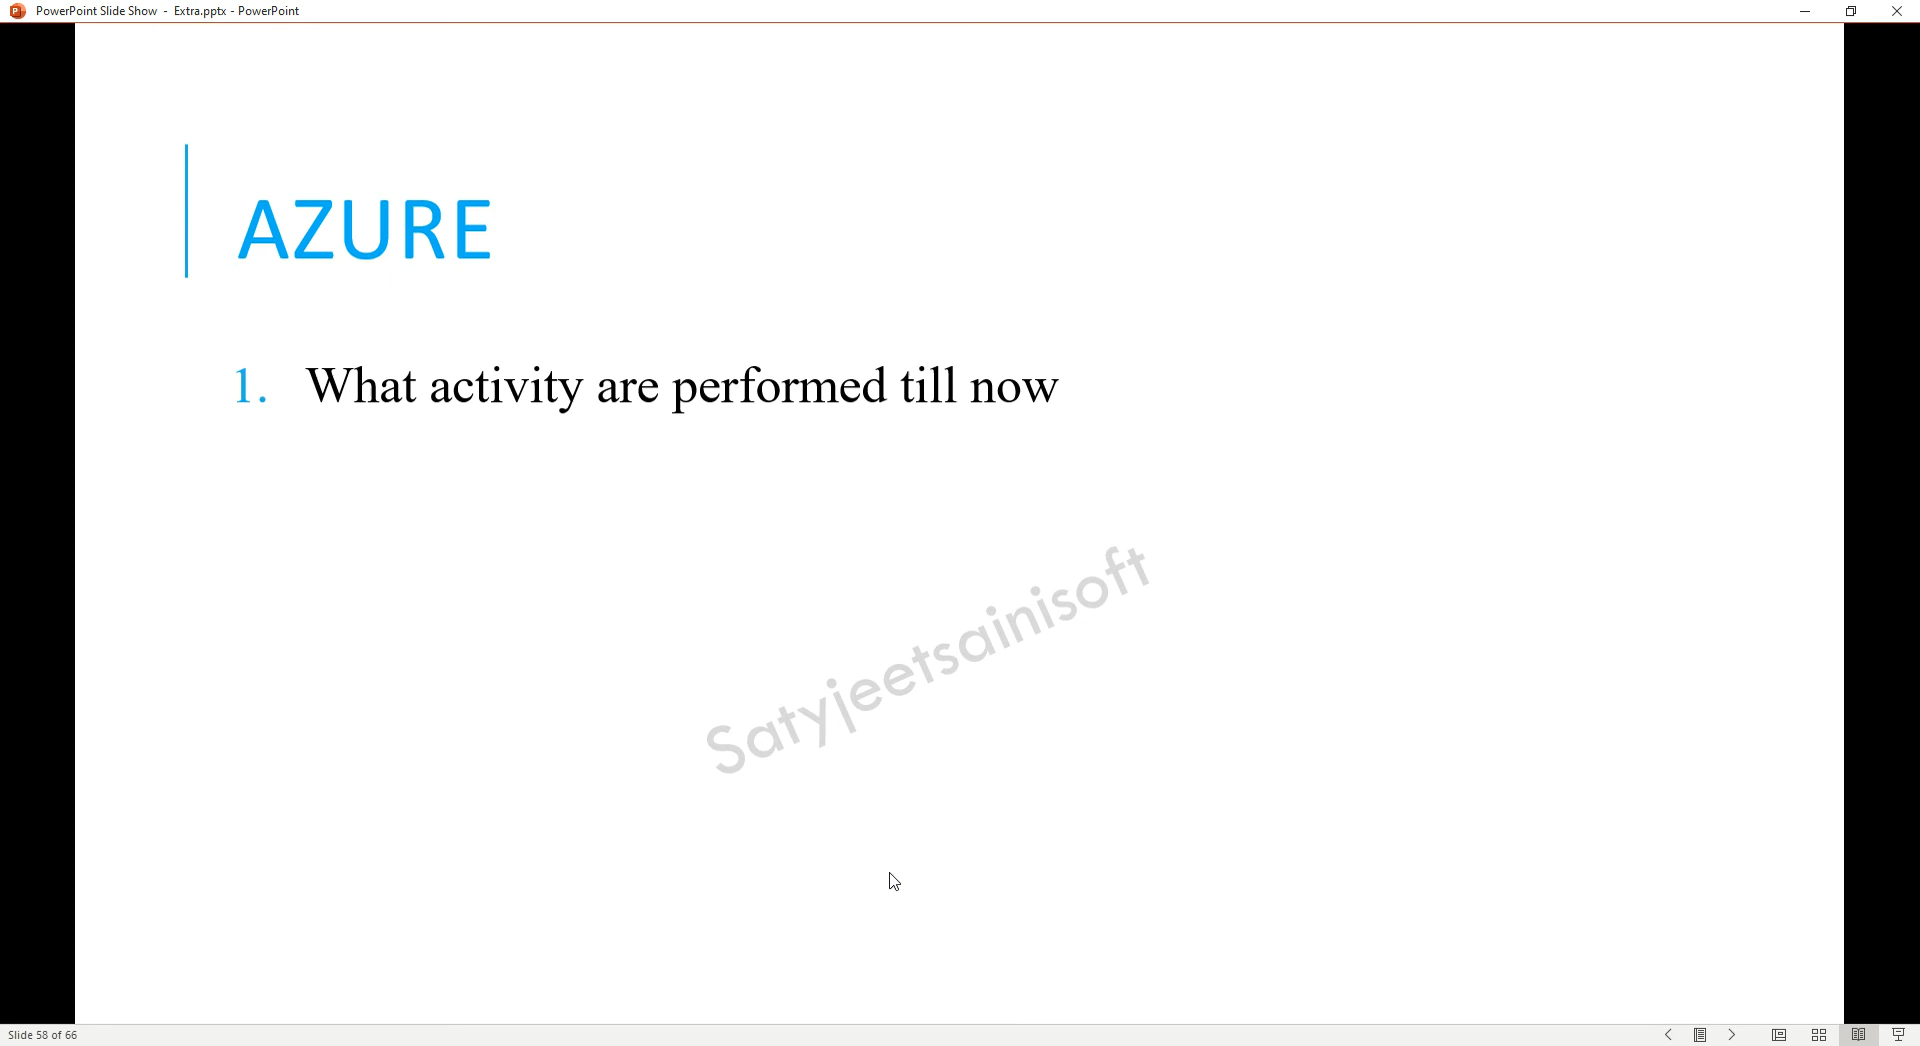 PowerPoint Slide Show - Extra.pptx - PowerPoint
AZURE
1. What activity are performed till now
Satyjeetsainisoft
Slide 58 of 66